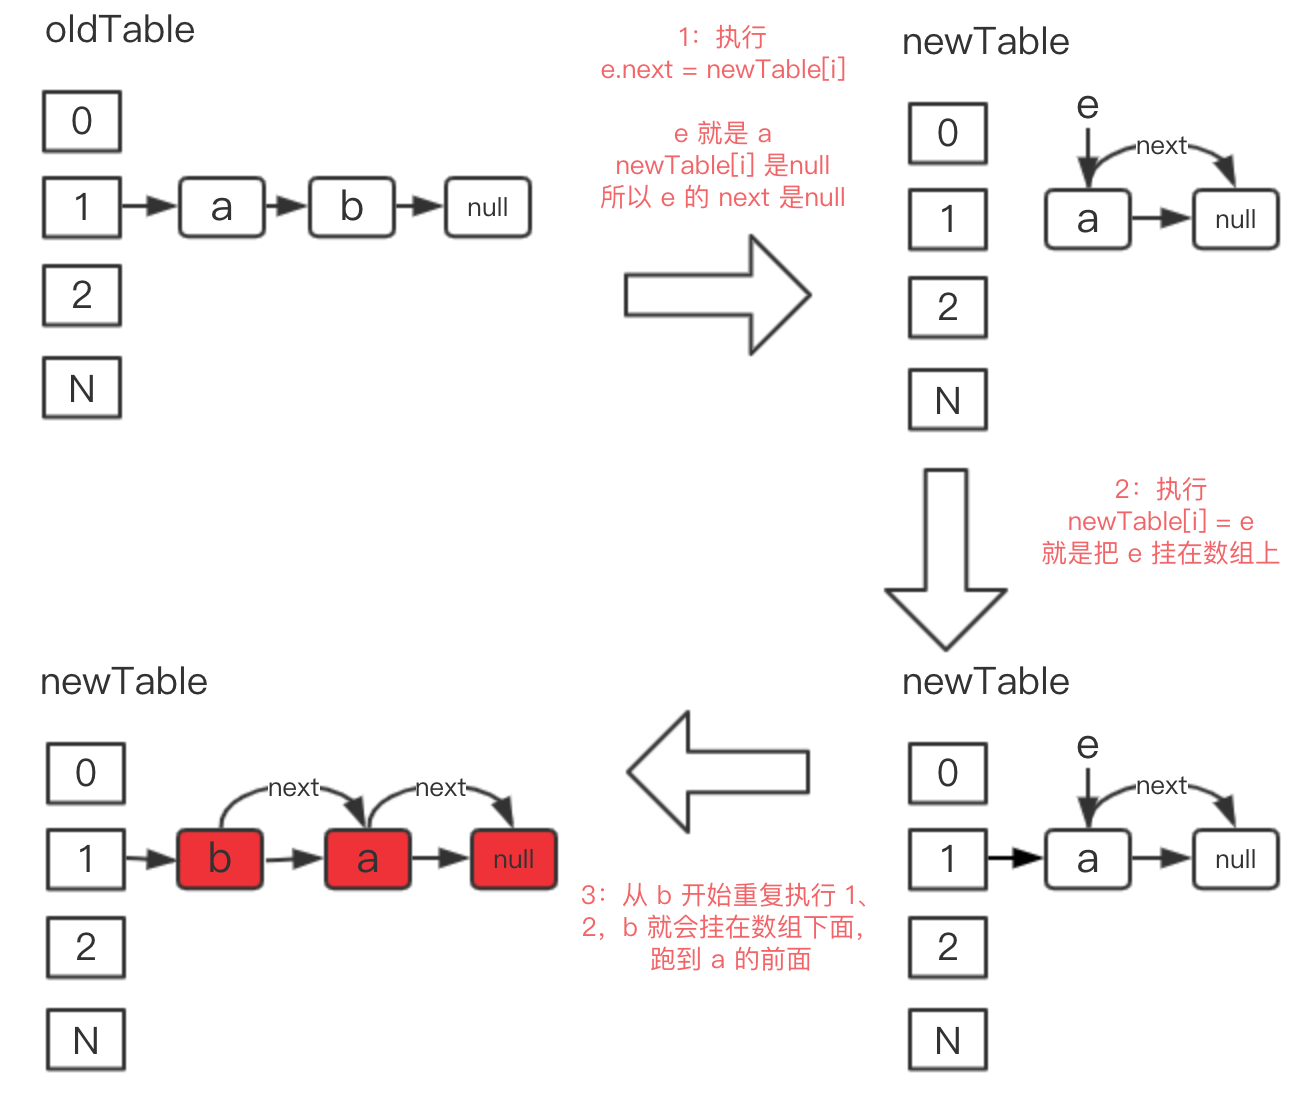 oldTable
0
1
a
b
null
2
N
1：执行
e.next = newTable[i]
e 就是 a
newTable[i] 是null
所以 e 的 next 是null
newTable
e
next
0
1
a
null
2
N
2：执行
newTable[i] = e
就是把 e 挂在数组上
newTable
e
next
0
1
a
null
2
N
3：从 b 开始重复执行 1、
2，b 就会挂在数组下面，
跑到 a 的前面
newTable
0
next
next
1
b
a
null
2
N